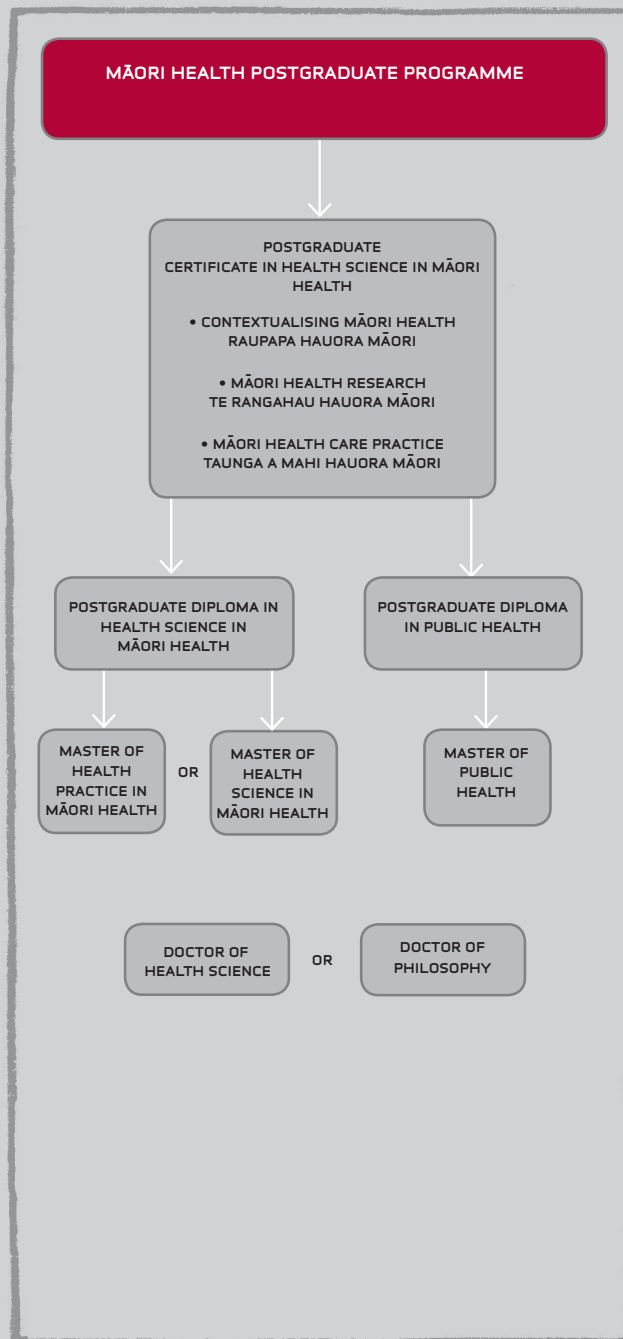 MĀORI HEALTH POSTGRADUATE PROGRAMME
POSTGRADUATE
CERTIFICATE IN HEALTH SCIENCE IN MĀORI
HEALTH
• CONTEXTUALISING MĀORI HEALTH
RAUPAPA HAUORA MĀORI
• MĀORI HEALTH RESEARCH
TE RANGAHAU HAUORA MĀORI
• MĀORI HEALTH CARE PRACTICE
TAUNGA A MAHI HAUORA MĀORI
POSTGRADUATE DIPLOMA IN
HEALTH SCIENCE IN
MĀORI HEALTH
POSTGRADUATE DIPLOMA
IN PUBLIC HEALTH
MASTER OF
HEALTH
PRACTICE IN
MĀORI HEALTH
OR
MASTER OF
HEALTH
SCIENCE IN
MĀORI HEALTH
MASTER OF
PUBLIC
HEALTH
DOCTOR OF
HEALTH SCIENCE
OR
DOCTOR OF
PHILOSOPHY